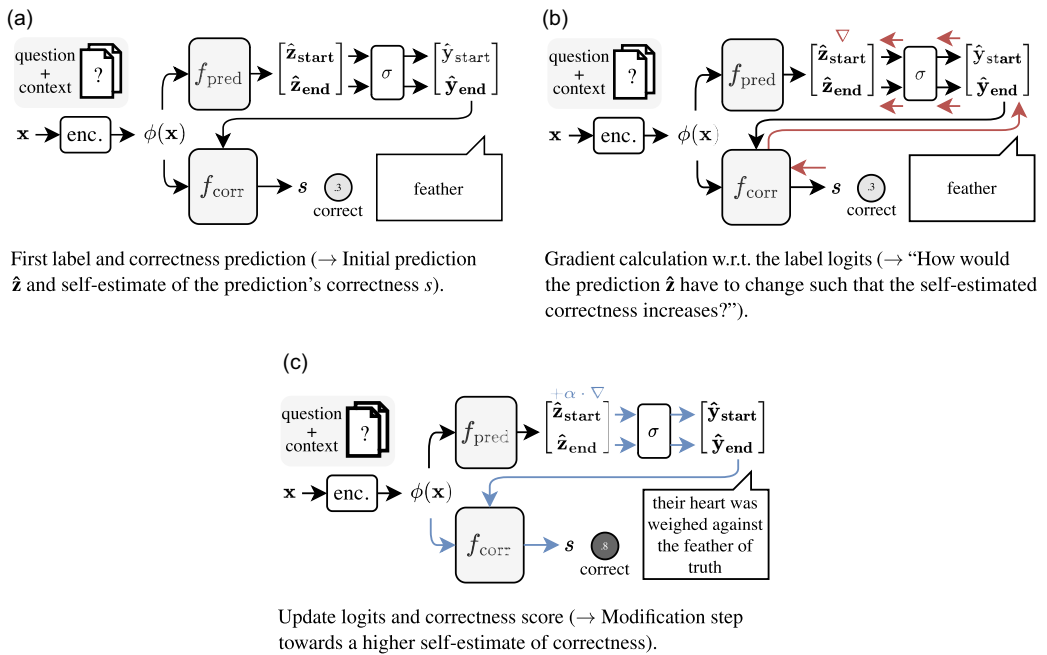 (a)
question
+
context
?
x
enc.
ϕ(x)
f_pred
ẑ_start
ẑ_end
σ
ŷ_start
ŷ_end
f_corr
s
.3
correct
feather
First label and correctness prediction (→ Initial prediction
ẑ and self-estimate of the prediction's correctness s).
(b)
question
+
context
?
x
enc.
ϕ(x)
f_pred
∇
ẑ_start
ẑ_end
σ
ŷ_start
ŷ_end
f_corr
s
.3
correct
feather
Gradient calculation w.r.t. the label logits (→ “How would
the prediction ẑ have to change such that the self-estimated
correctness increases?”).
(c)
question
+
context
?
x
enc.
ϕ(x)
f_pred
+α · ∇
ẑ_start
ẑ_end
σ
ŷ_start
ŷ_end
f_corr
s
.8
correct
their heart was
weighed against
the feather of
truth
Update logits and correctness score (→ Modification step
towards a higher self-estimate of correctness).